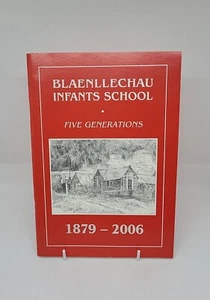 BLAENLLECHAU
INFANTS SCHOOL
FIVE GENERATIONS
1879 – 2006